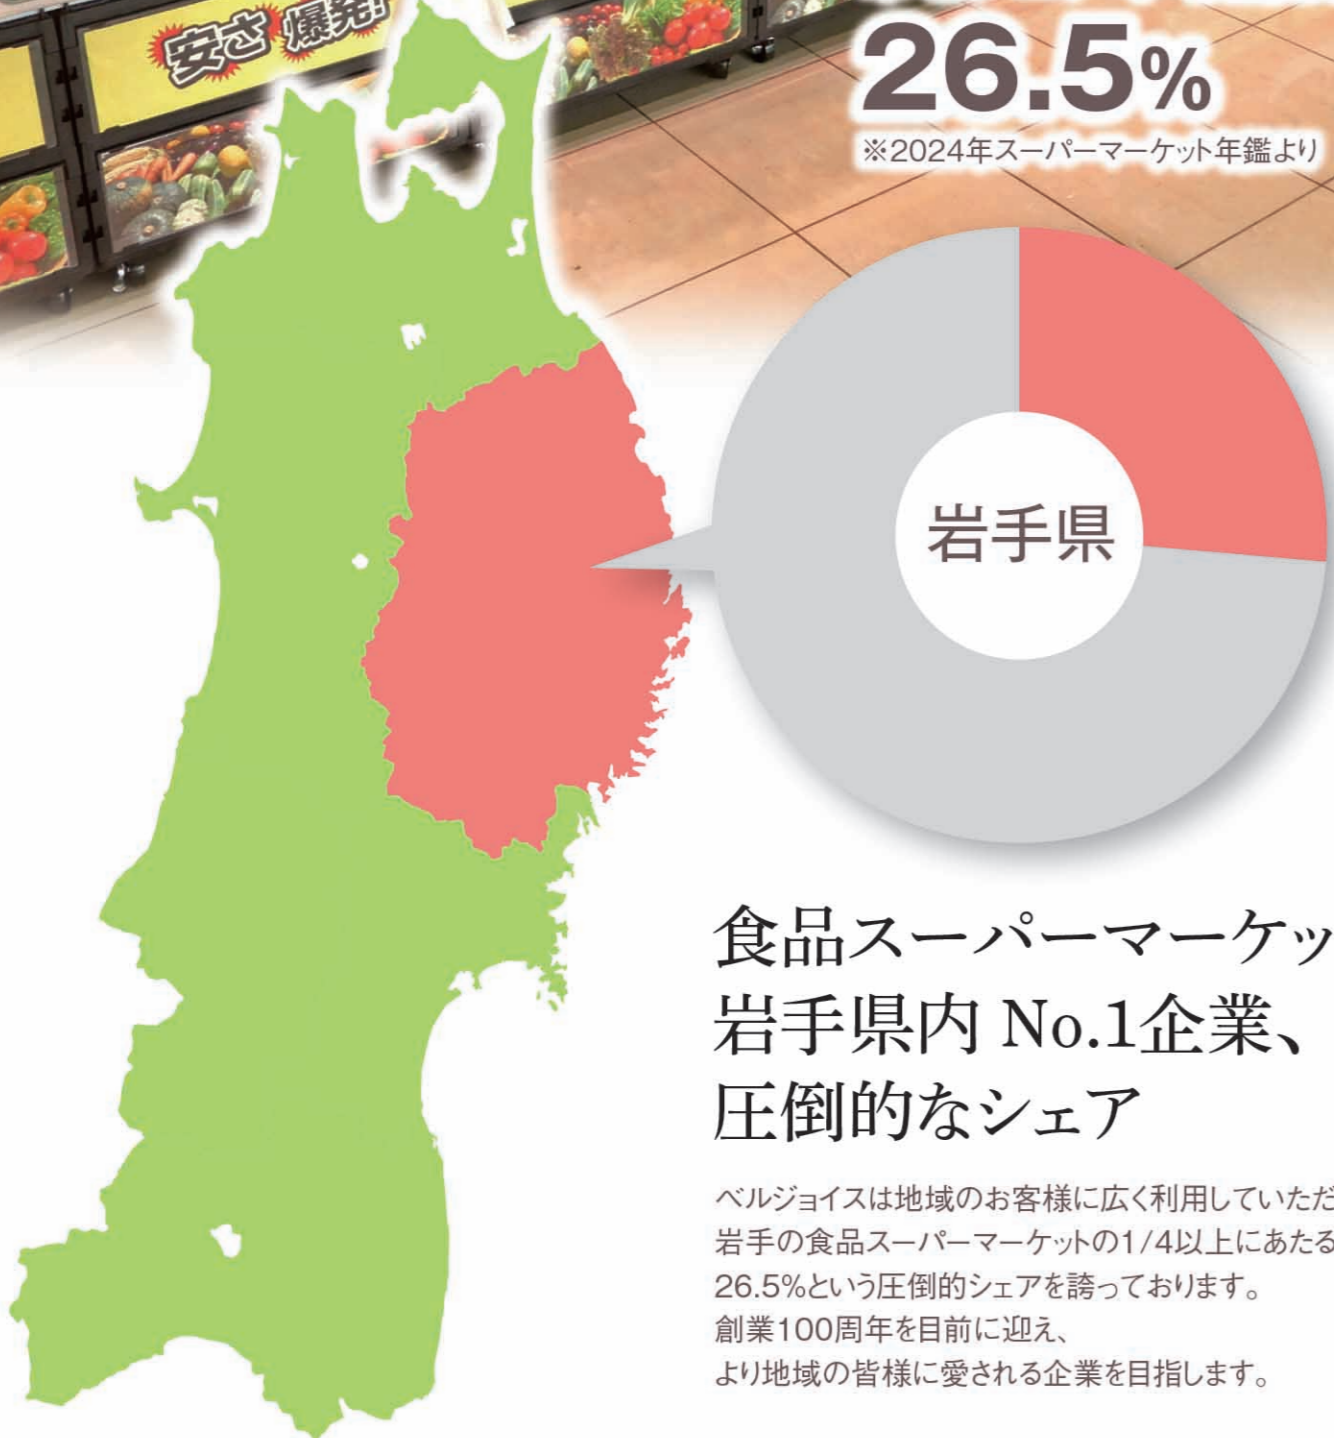 安さ 爆発!
26.5%
※2024年スーパーマーケット年鑑より
岩手県
食品スーパーマーケッ
岩手県内 No.1企業、
圧倒的なシェア
ベルジョイスは地域のお客様に広く利用していただ
岩手の食品スーパーマーケットの1/4以上にあたる
26.5%という圧倒的シェアを誇っております。
創業100周年を目前に迎え、
より地域の皆様に愛される企業を目指します。